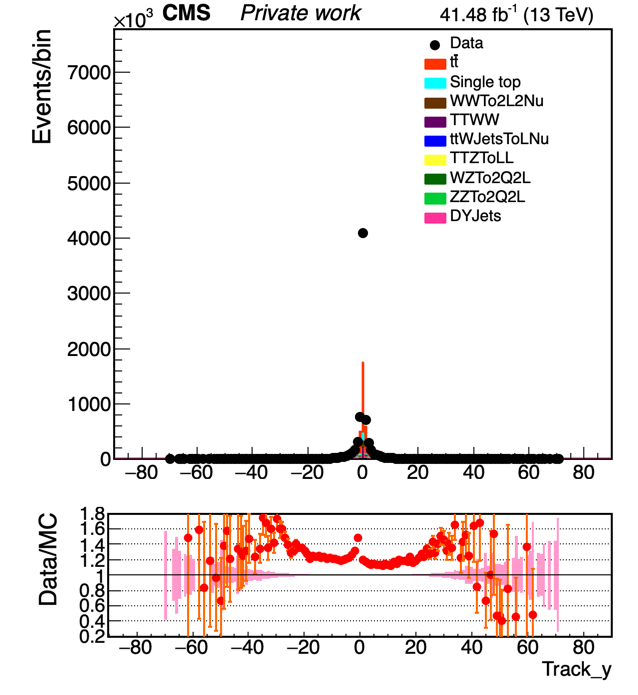 ×10³ CMS Private work 41.48 fb⁻¹ (13 TeV)
Events/bin
7000
6000
5000
4000
3000
2000
1000
0
Data
tt̄
Single top
WWTo2L2Nu
TTWW
ttWJetsToLNu
TTZToLL
WZTo2Q2L
ZZTo2Q2L
DYJets
−80 −60 −40 −20 0 20 40 60 80
Data/MC
1.8
1.6
1.4
1.2
1
0.8
0.6
0.4
0.2
−80 −60 −40 −20 0 20 40 60 80
Track_y